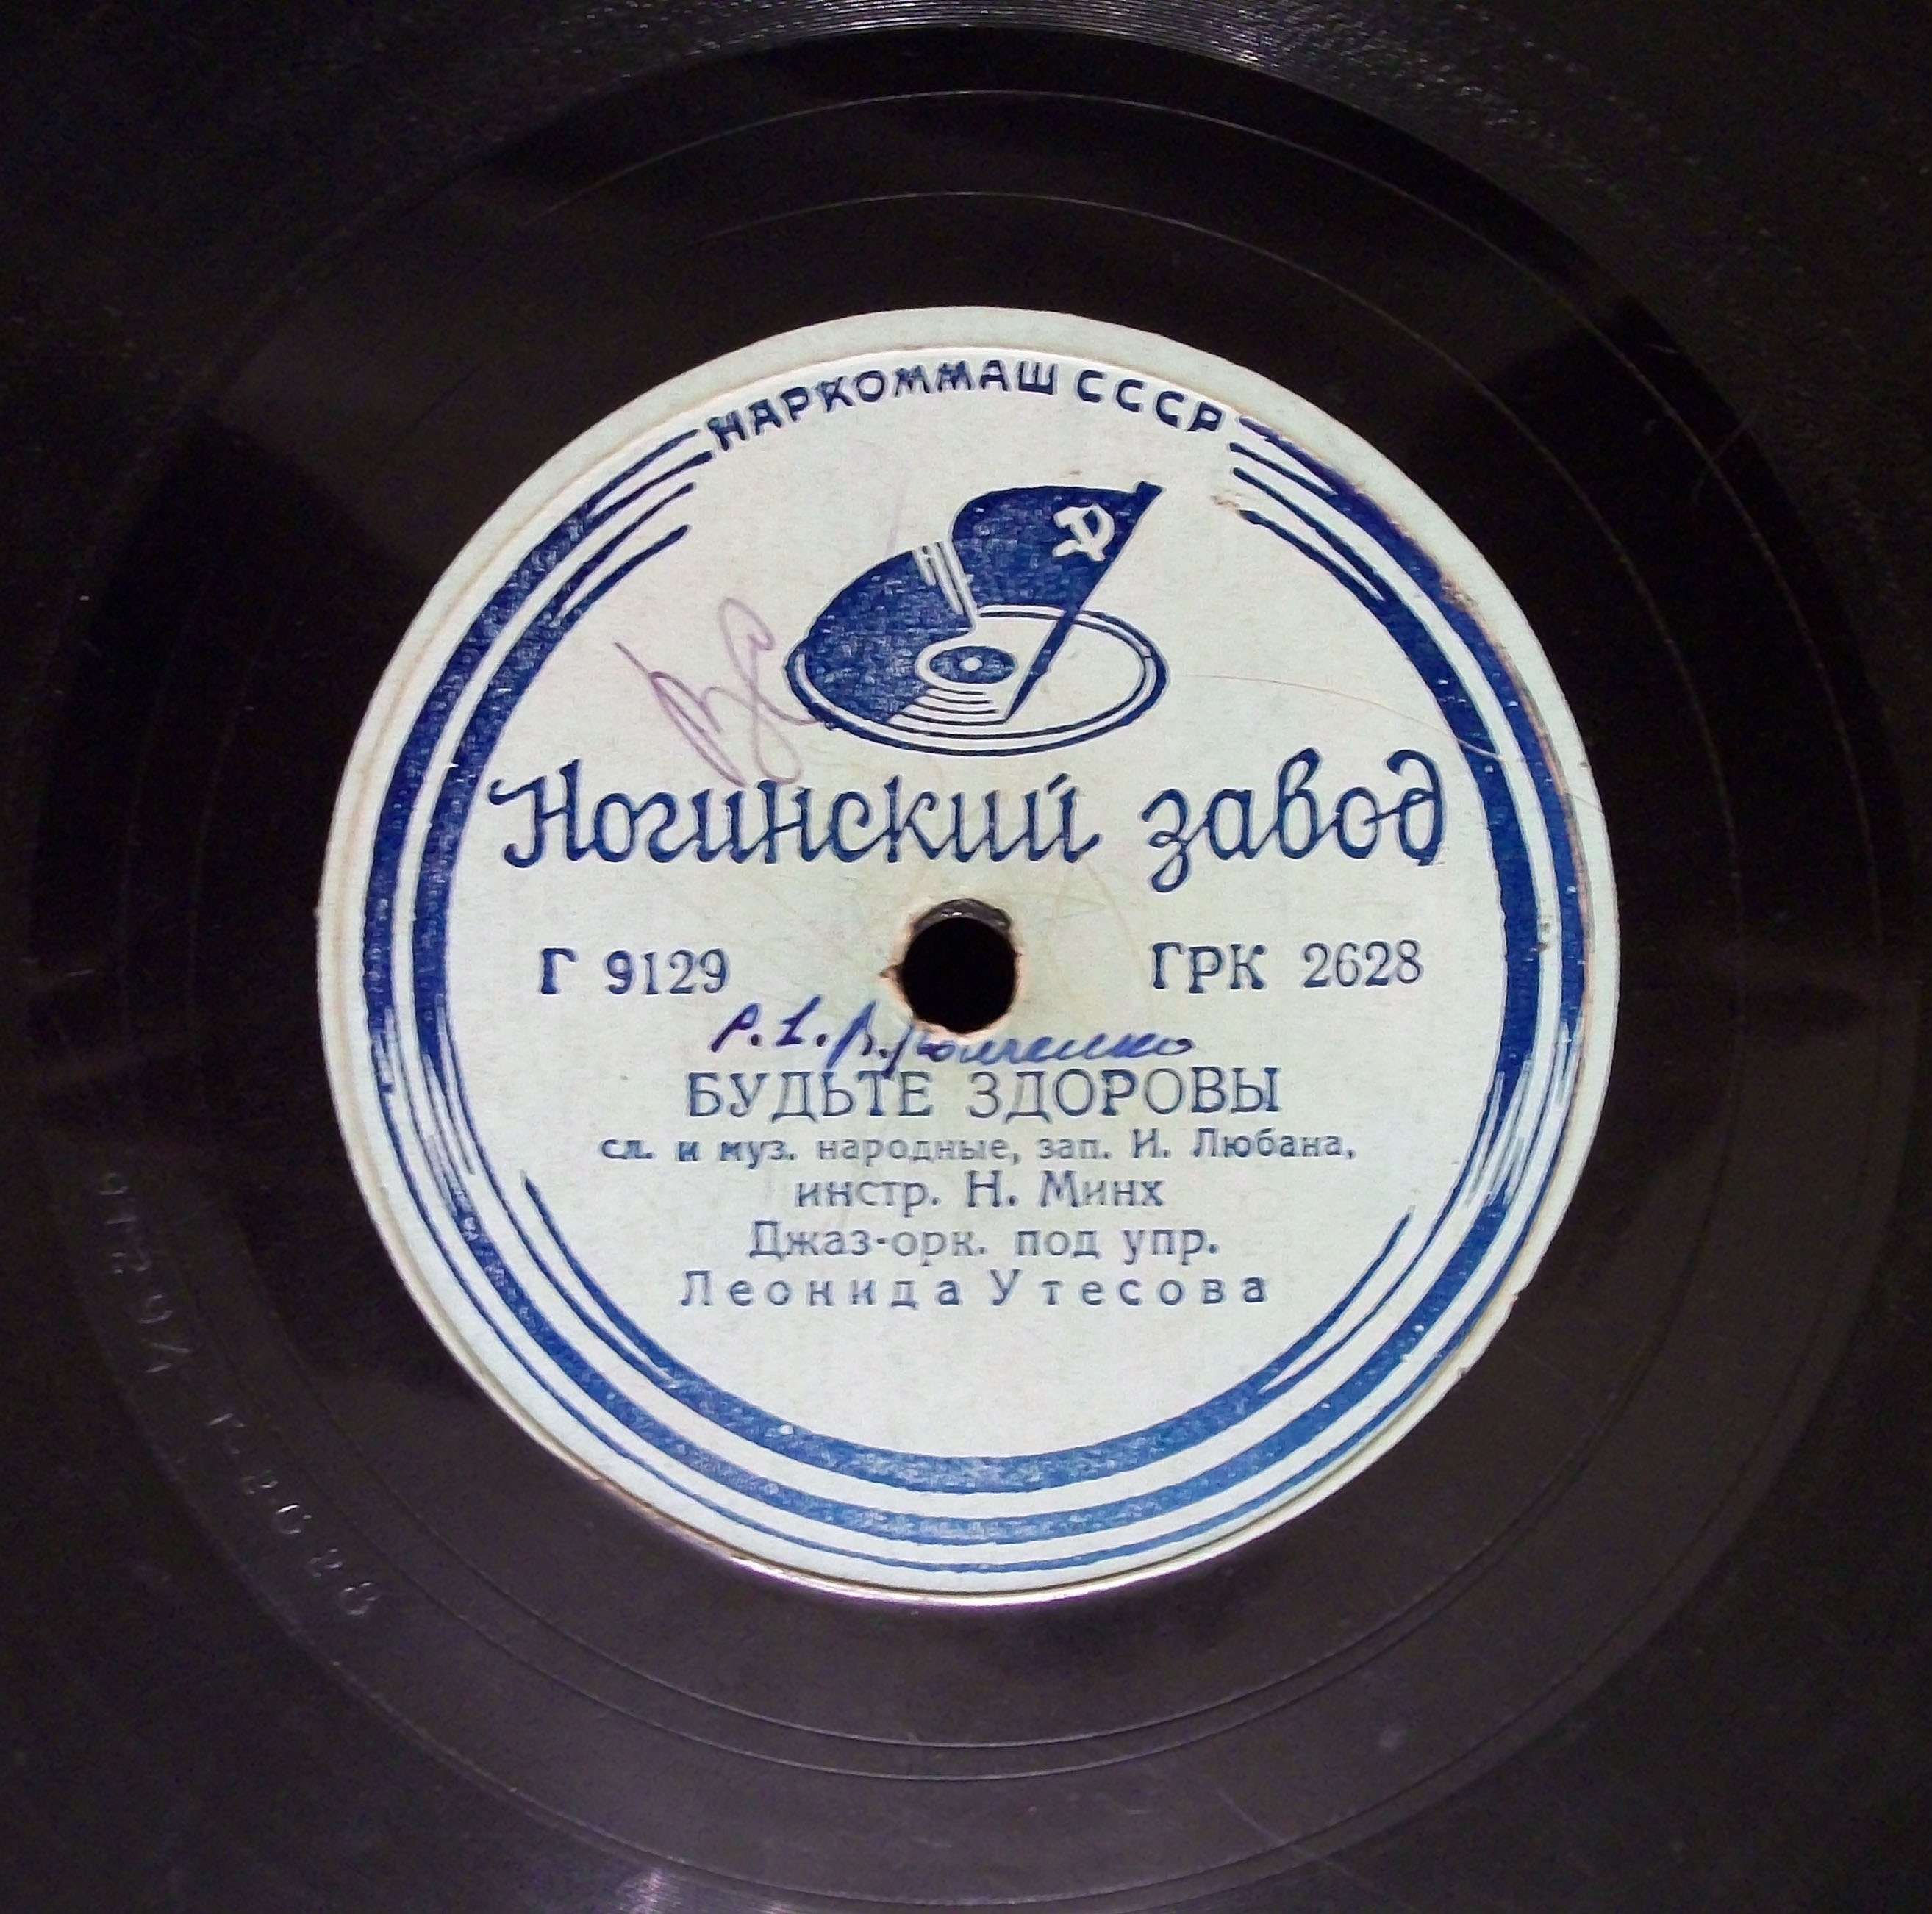 НАРКОММАШ СССР
Ногинский завод
Г 9129 ГРК 2628
БУДЬТЕ ЗДОРОВЫ
сл. и муз. народные, зап. И. Любана,
инстр. Н. Минх
Джаз-орк. под упр.
Леонида Утесова